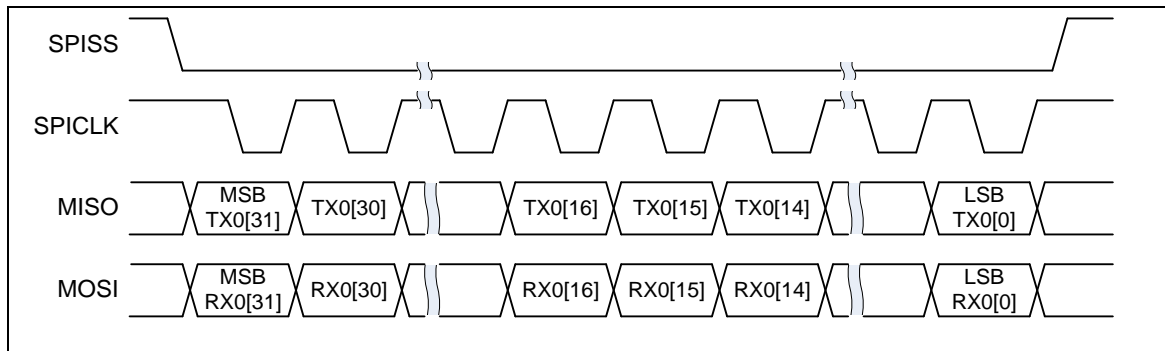 SPISS
SPICLK
MISO
MSB
TX0[31]
TX0[30]
TX0[16]
TX0[15]
TX0[14]
LSB
TX0[0]
MOSI
MSB
RX0[31]
RX0[30]
RX0[16]
RX0[15]
RX0[14]
LSB
RX0[0]